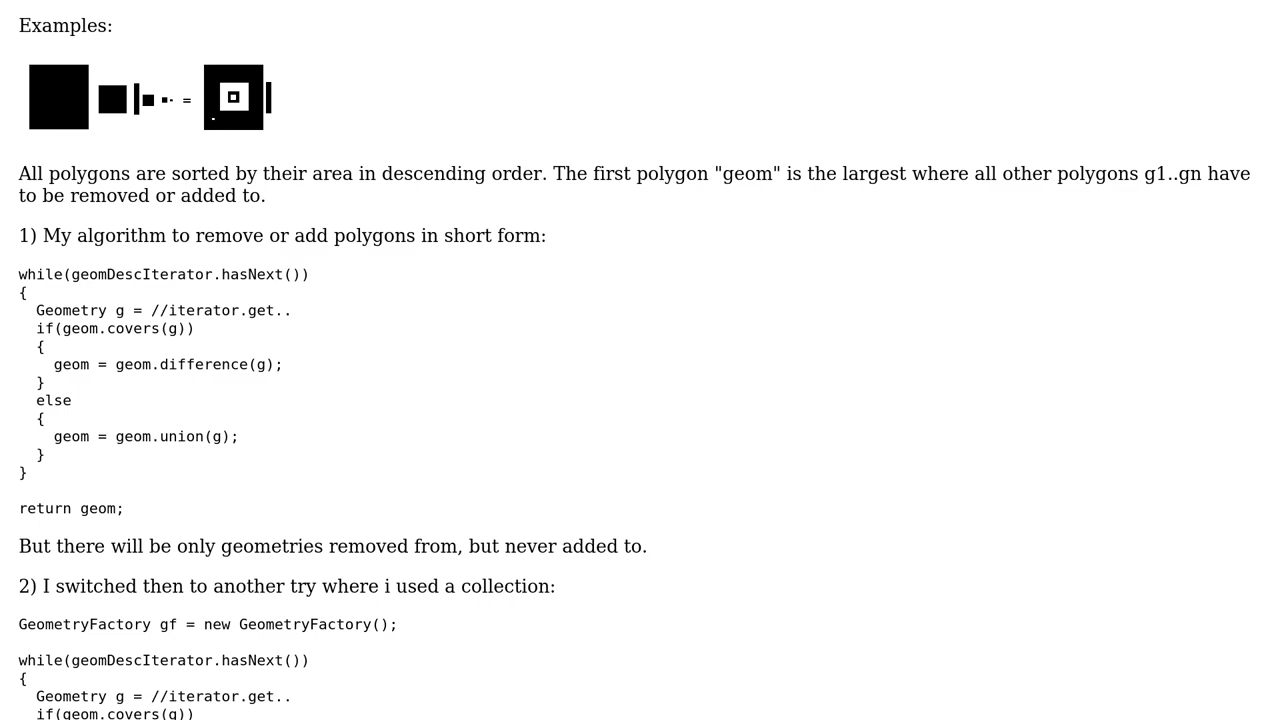 Examples:
=
All polygons are sorted by their area in descending order. The first polygon "geom" is the largest where all other polygons g1..gn have
to be removed or added to.
1) My algorithm to remove or add polygons in short form:
while(geomDescIterator.hasNext())
{
  Geometry g = //iterator.get..
  if(geom.covers(g))
  {
    geom = geom.difference(g);
  }
  else
  {
    geom = geom.union(g);
  }
}
return geom;
But there will be only geometries removed from, but never added to.
2) I switched then to another try where i used a collection:
GeometryFactory gf = new GeometryFactory();
while(geomDescIterator.hasNext())
{
  Geometry g = //iterator.get..
  if(geom.covers(g))